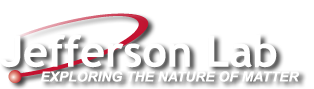 Jefferson Lab
EXPLORING THE NATURE OF MATTER